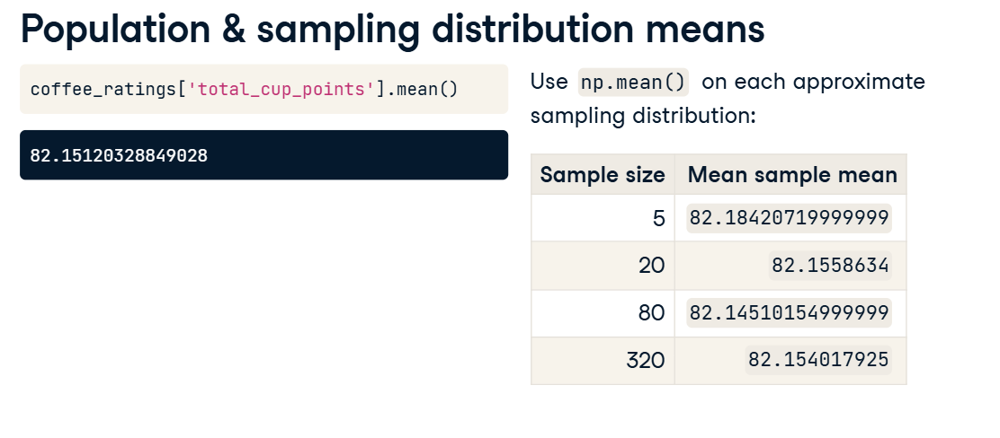 Population & sampling distribution means
coffee_ratings['total_cup_points'].mean()
82.15120328849028
Use np.mean() on each approximate
sampling distribution:
Sample size Mean sample mean
5 82.18420719999999
20 82.1558634
80 82.14510154999999
320 82.154017925